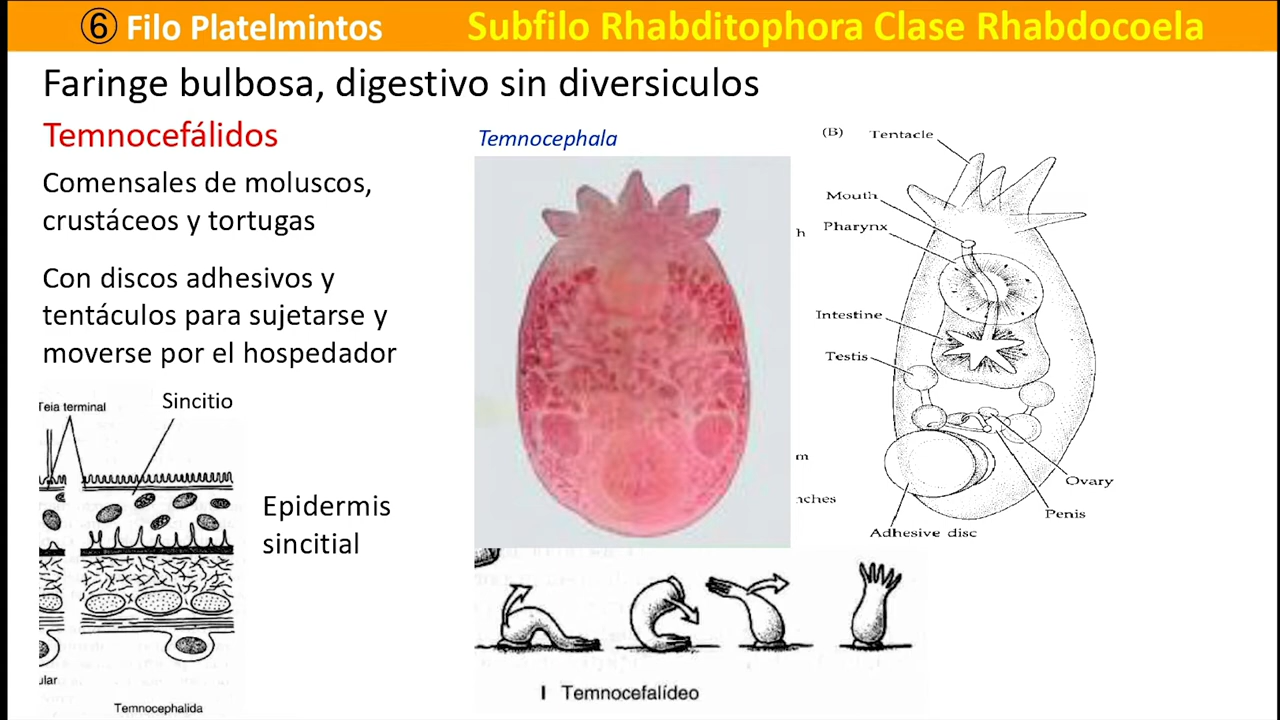 ⑥ Filo Platelmintos Subfilo Rhabditophora Clase Rhabdocoela
Faringe bulbosa, digestivo sin diversiculos
Temnocefálidos
Comensales de moluscos,
crustáceos y tortugas
Con discos adhesivos y
tentáculos para sujetarse y
moverse por el hospedador
Teia terminal
Sincitio
Epidermis
sincitial
ular
Temnocephalida
Temnocephala
(B) Tentacle
Mouth
h
Pharynx
Intestine
Testis
m
nches
Ovary
Penis
Adhesive disc
I Temnocefalídeo